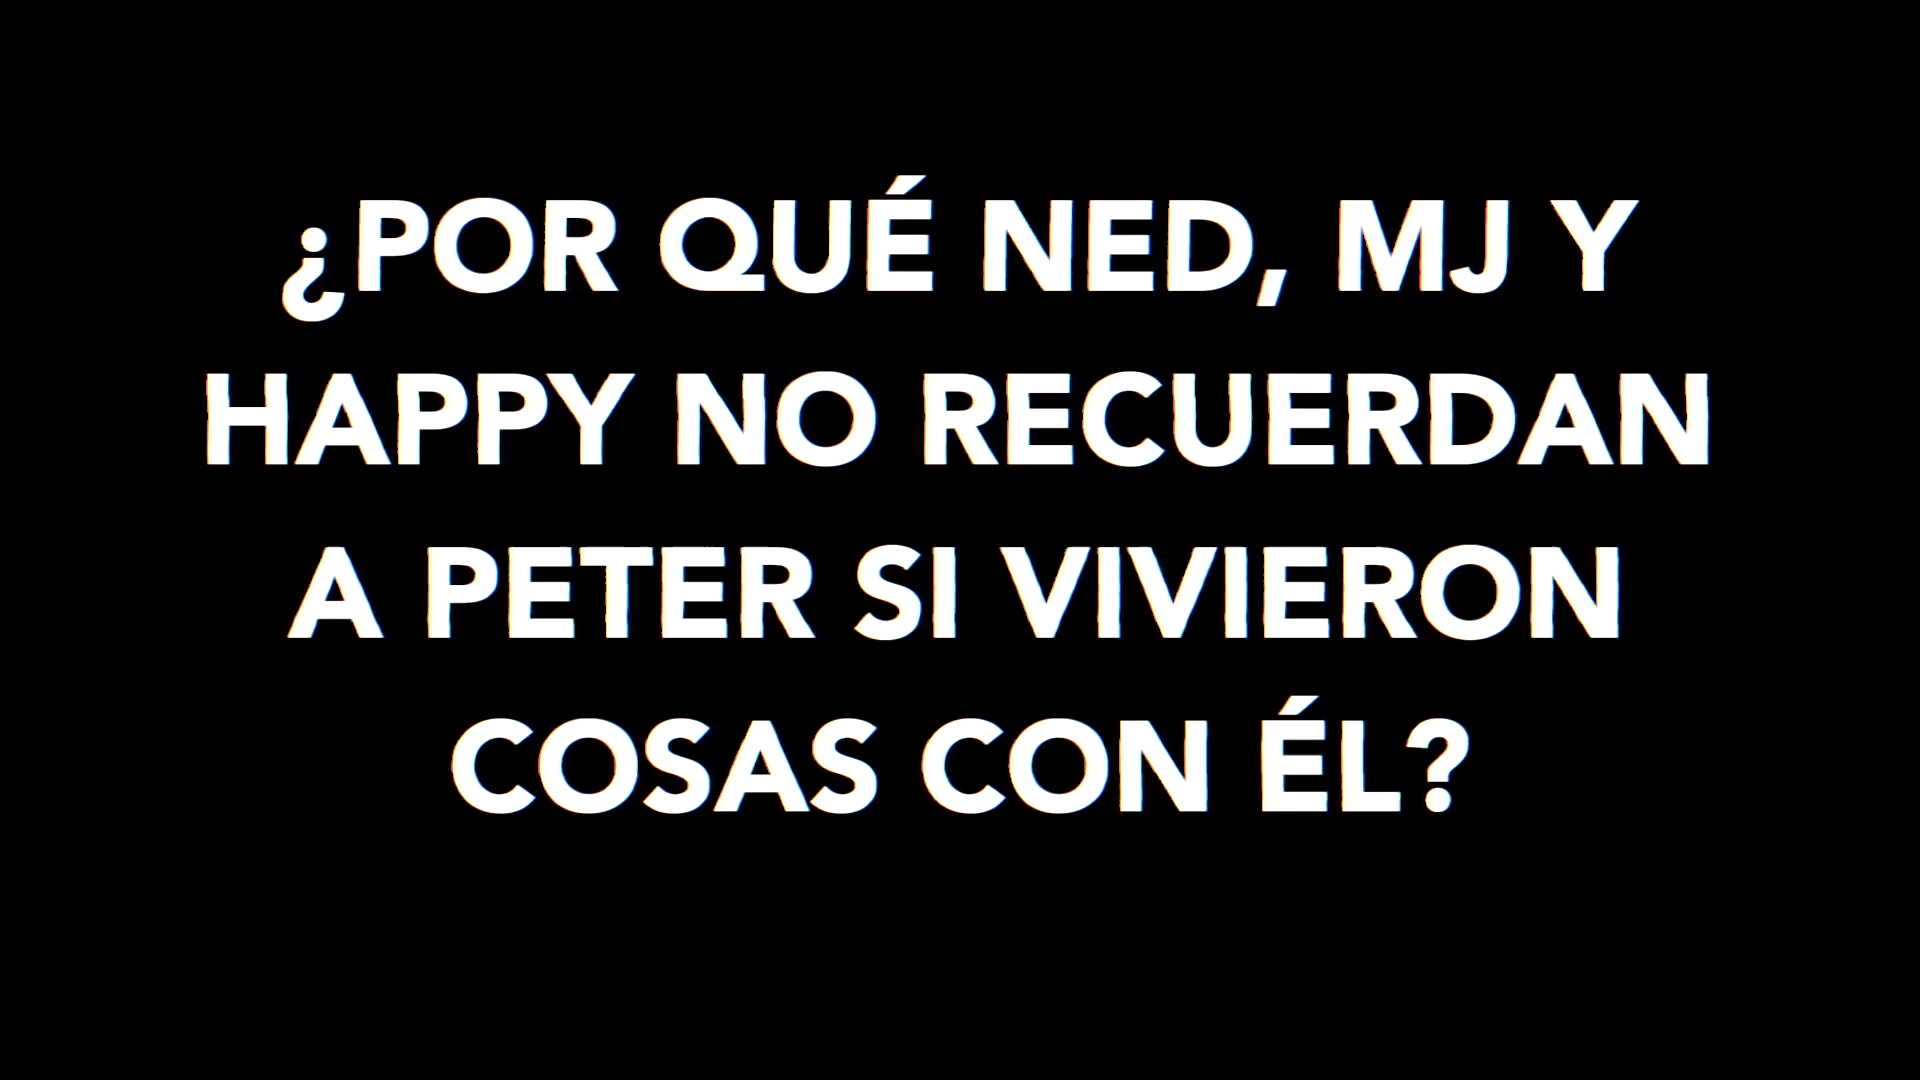 ¿POR QUÉ NED, MJ Y
HAPPY NO RECUERDAN
A PETER SI VIVIERON
COSAS CON ÉL?